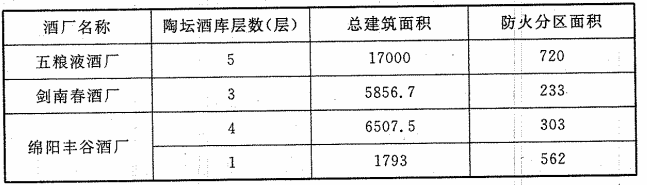 酒厂名称 陶坛酒库层数(层) 总建筑面积 防火分区面积
五粮液酒厂 5 17000 720
剑南春酒厂 3 5856.7 233
绵阳丰谷酒厂 4 6507.5 303
1 1793 562